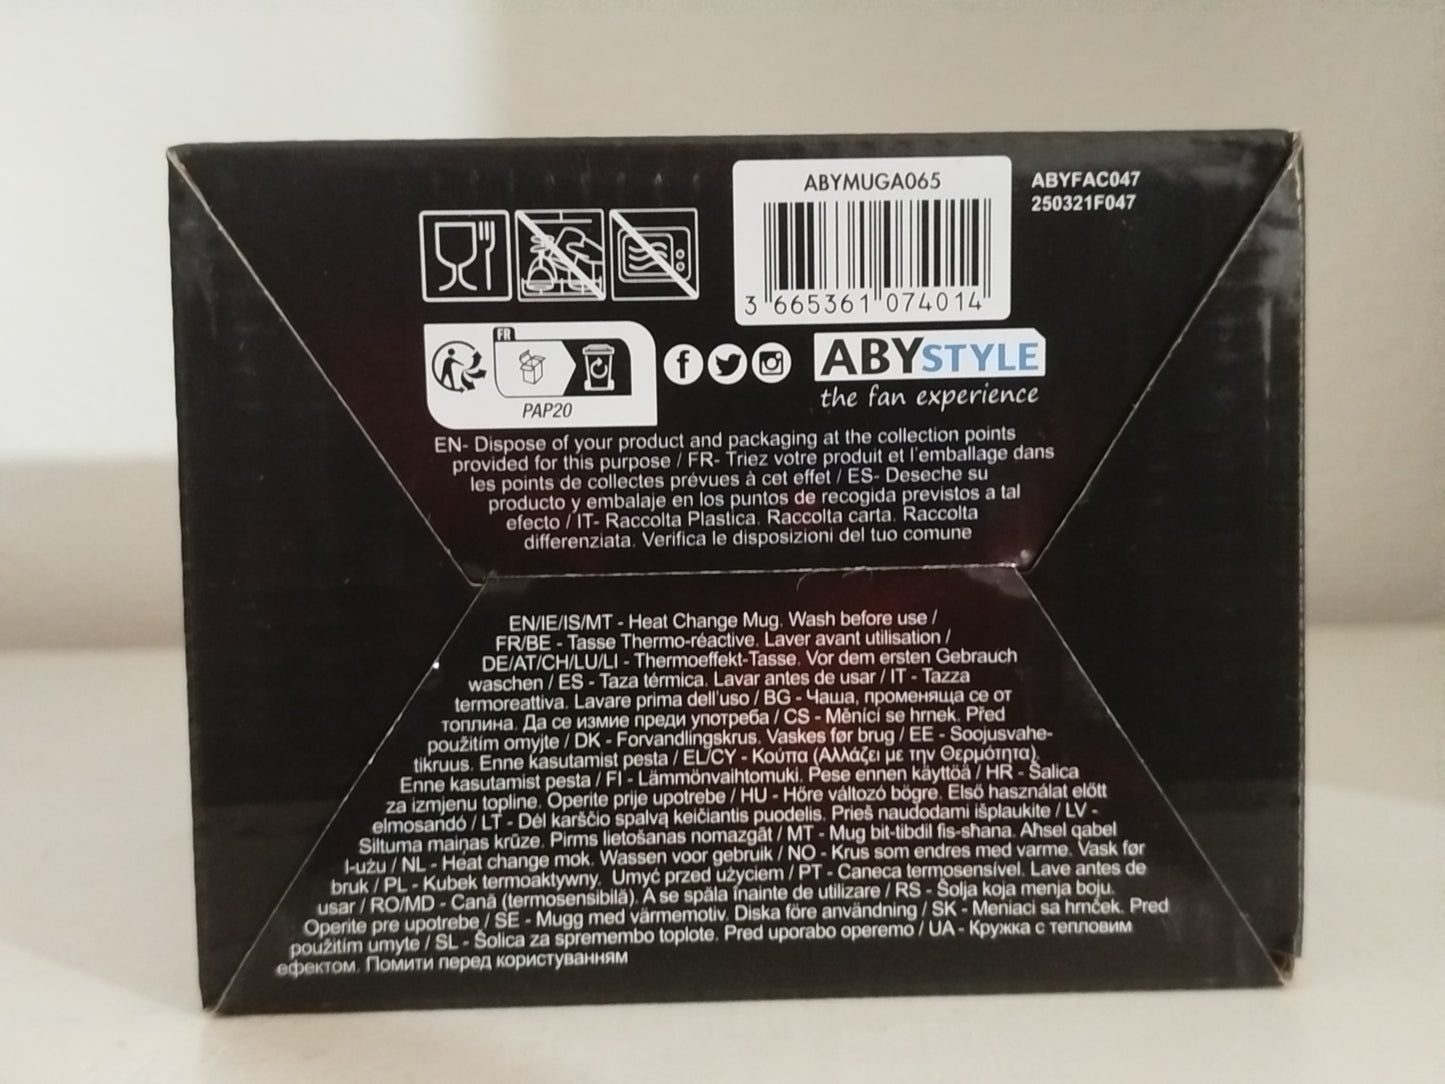 ABYMUGA065
3 665361 074014
ABYFAC047
250321F047
FR
PAP20
ABYSTYLE
the fan experience
EN- Dispose of your product and packaging at the collection points
provided for this purpose / FR- Triez votre produit et l'emballage dans
les points de collectes prévues à cet effet / ES- Deseche su
producto y embalaje en los puntos de recogida previstos a tal
efecto / IT- Raccolta Plastica. Raccolta carta. Raccolta
differenziata. Verifica le disposizioni del tuo comune
EN/IE/IS/MT - Heat Change Mug. Wash before use /
FR/BE - Tasse Thermo-réactive. Laver avant utilisation /
DE/AT/CH/LU/LI - Thermoeffekt-Tasse. Vor dem ersten Gebrauch
waschen / ES - Taza térmica. Lavar antes de usar / IT - Tazza
termoreattiva. Lavare prima dell'uso / BG - Чаша, променяща се от
топлина. Да се измие преди употреба / CS - Měnící se hrnek. Před
použitím omyjte / DK - Forvandlingskrus. Vaskes før brug / EE - Soojusvahe-
tikruus. Enne kasutamist pesta / EL/CY - Κούπα (Αλλάζει με την Θερμότητα).
Enne kasutamist pesta / FI - Lämmönvaihtomuki. Pese ennen käyttöä / HR - Šalica
za izmjenu topline. Operite prije upotrebe / HU - Hőre változó bögre. Első használat előtt
elmosandó / LT - Dėl karščio spalvą keičiantis puodelis. Prieš naudodami išplaukite / LV -
Siltuma maiņas krūze. Pirms lietošanas nomazgāt / MT - Mug bit-tibdil fis-sħana. Aħsel qabel
l-użu / NL - Heat change mok. Wassen voor gebruik / NO - Krus som endres med varme. Vask før
bruk / PL - Kubek termoaktywny. Umyć przed użyciem / PT - Caneca termosensível. Lave antes de
usar / RO/MD - Cană (termosensibilă). A se spăla înainte de utilizare / RS - Šolja koja menja boju.
Operite pre upotrebe / SE - Mugg med värmemotiv. Diska före användning / SK - Meniaci sa hrnček. Pred
použitím umyte / SL - Šolica za spremembo toplote. Pred uporabo operemo / UA - Кружка с тепловим
ефектом. Помити перед користуванням